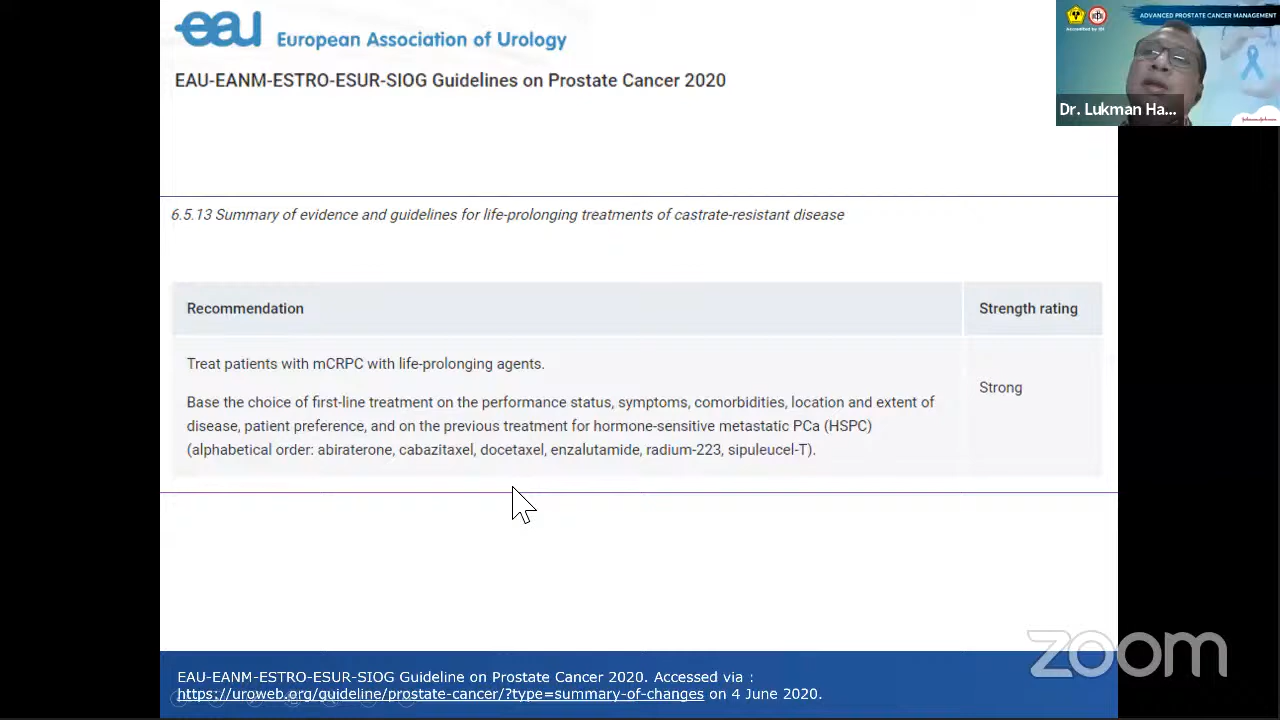 eau European Association of Urology
EAU-EANM-ESTRO-ESUR-SIOG Guidelines on Prostate Cancer 2020
ADVANCED PROSTATE CANCER MANAGEMENT
Dr. Lukman Ha...
6.5.13 Summary of evidence and guidelines for life-prolonging treatments of castrate-resistant disease
Recommendation
Strength rating
Treat patients with mCRPC with life-prolonging agents.
Base the choice of first-line treatment on the performance status, symptoms, comorbidities, location and extent of
disease, patient preference, and on the previous treatment for hormone-sensitive metastatic PCa (HSPC)
(alphabetical order: abiraterone, cabazitaxel, docetaxel, enzalutamide, radium-223, sipuleucel-T).
Strong
zoom
EAU-EANM-ESTRO-ESUR-SIOG Guideline on Prostate Cancer 2020. Accessed via :
https://uroweb.org/guideline/prostate-cancer/?type=summary-of-changes on 4 June 2020.